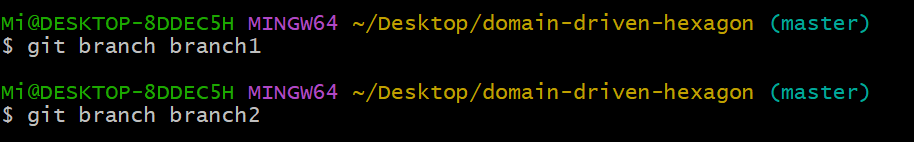 Mi@DESKTOP-8DDEC5H MINGW64 ~/Desktop/domain-driven-hexagon (master)
$ git branch branch1
Mi@DESKTOP-8DDEC5H MINGW64 ~/Desktop/domain-driven-hexagon (master)
$ git branch branch2